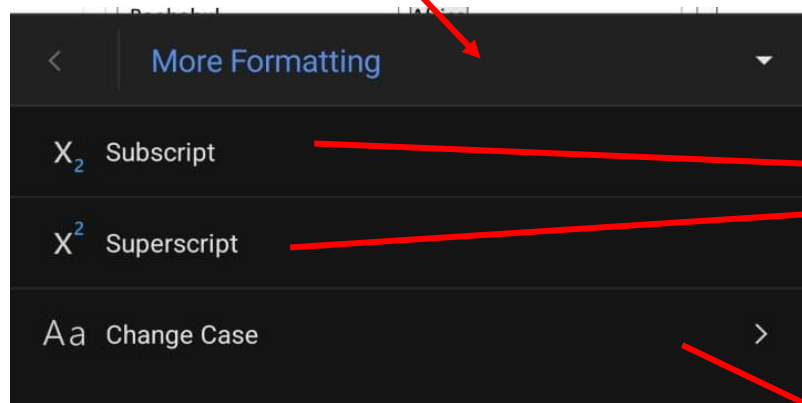 More Formatting
X₂ Subscript
X² Superscript
Aa Change Case